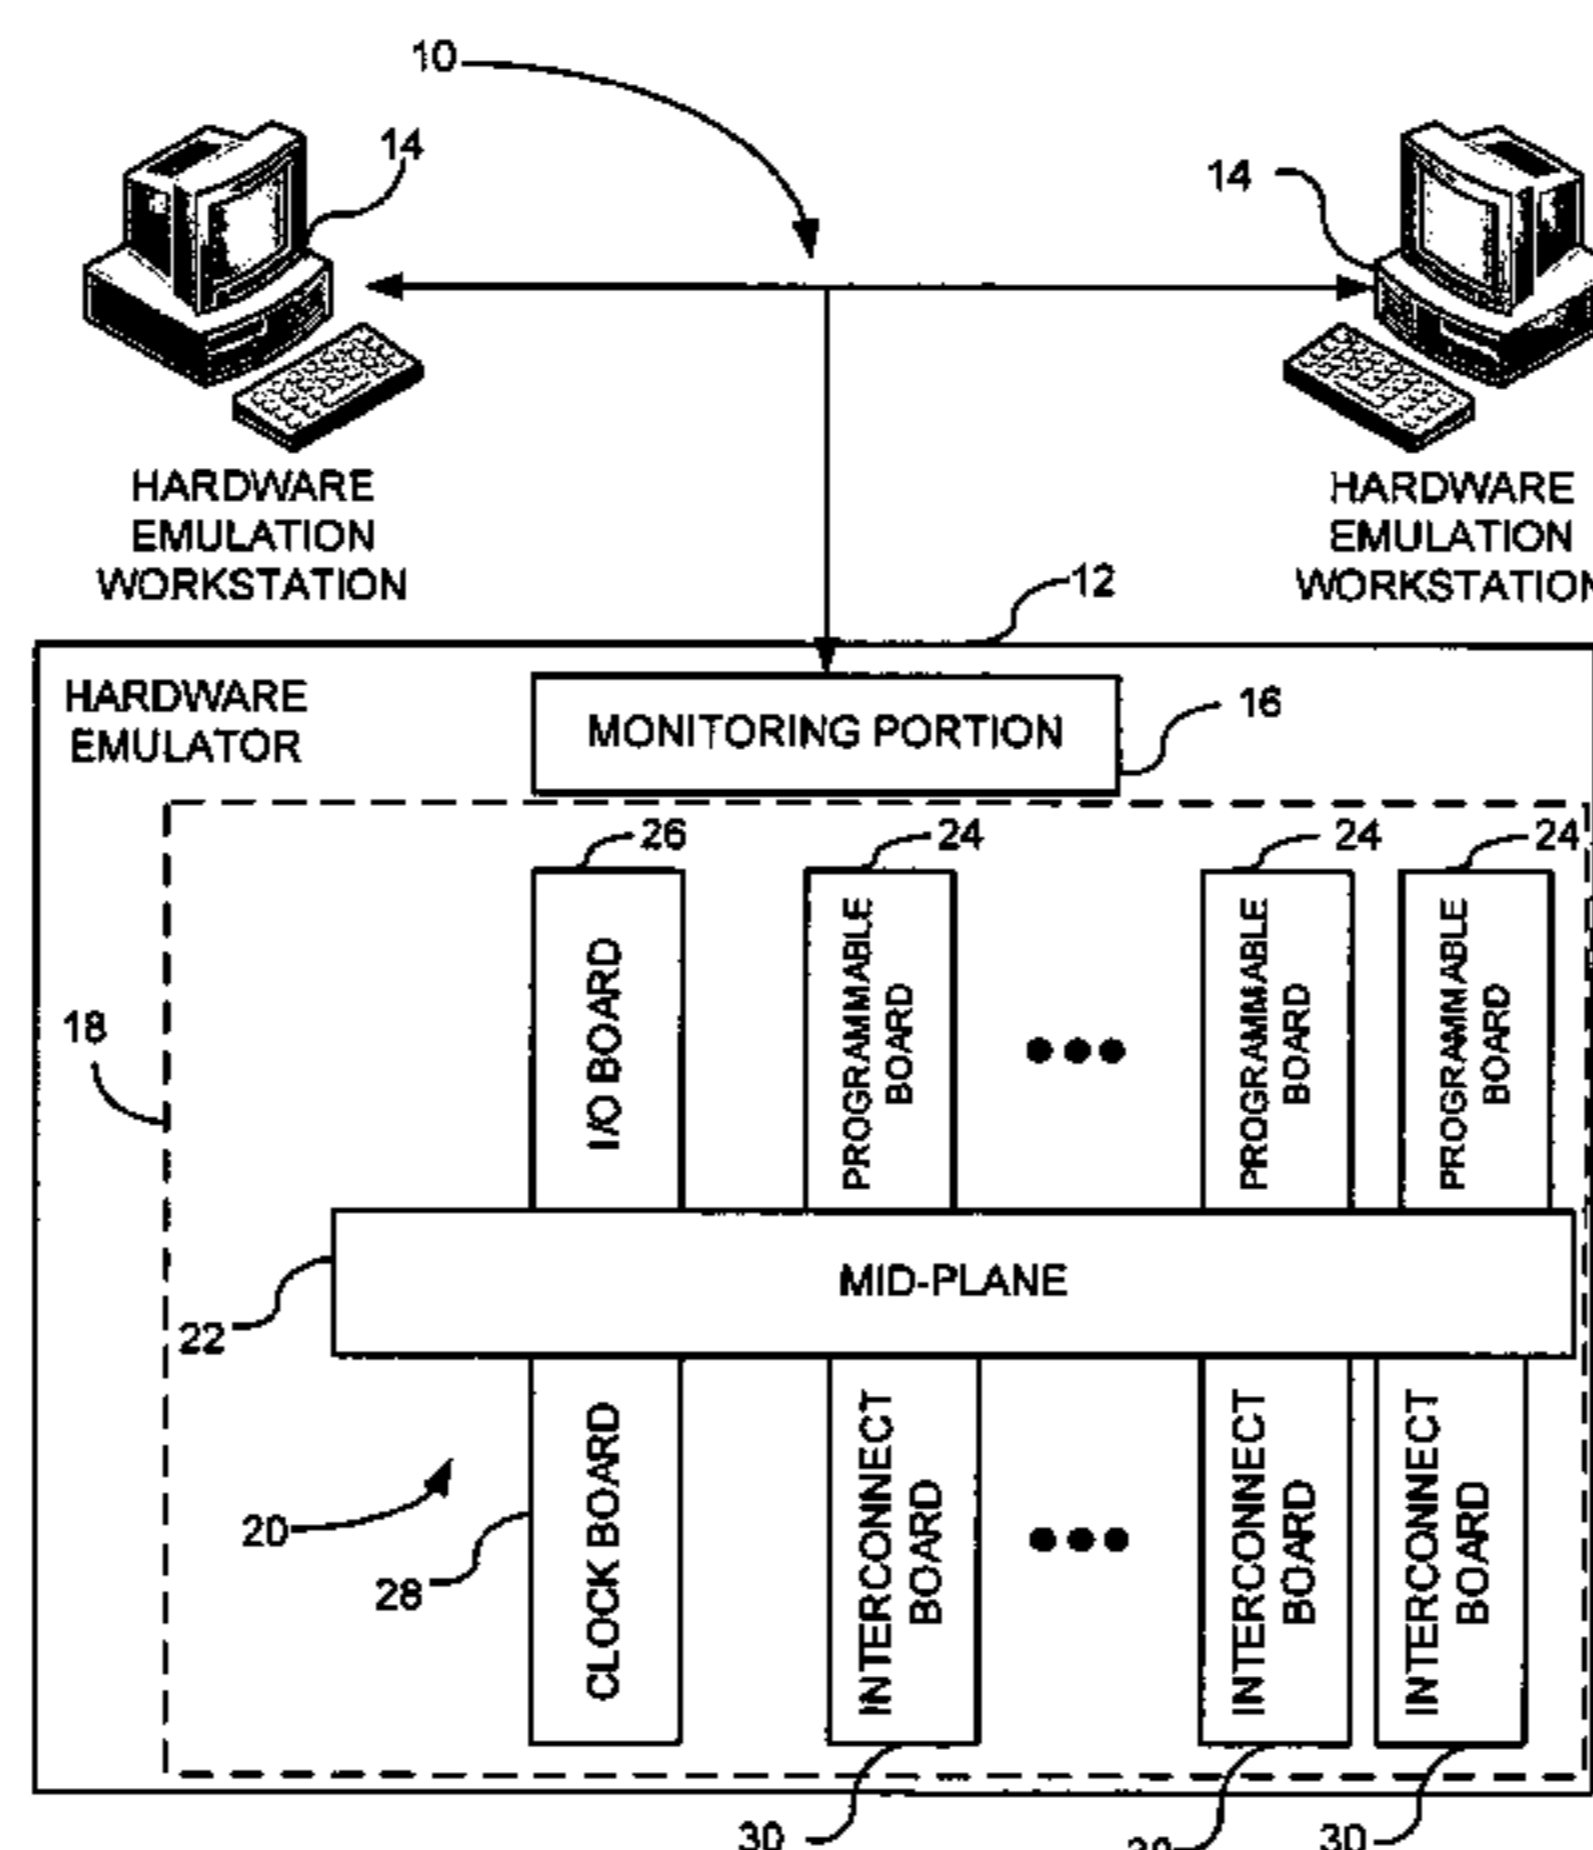 10
14
14
HARDWARE
EMULATION
WORKSTATION
HARDWARE
EMULATION
WORKSTATION
12
HARDWARE
EMULATOR
MONITORING PORTION
16
26
24
24
24
I/O BOARD
PROGRAMMABLE
BOARD
PROGRAMMABLE
BOARD
PROGRAMMABLE
BOARD
18
MID-PLANE
22
CLOCK BOARD
INTERCONNECT
BOARD
INTERCONNECT
BOARD
INTERCONNECT
BOARD
20
28
30
30